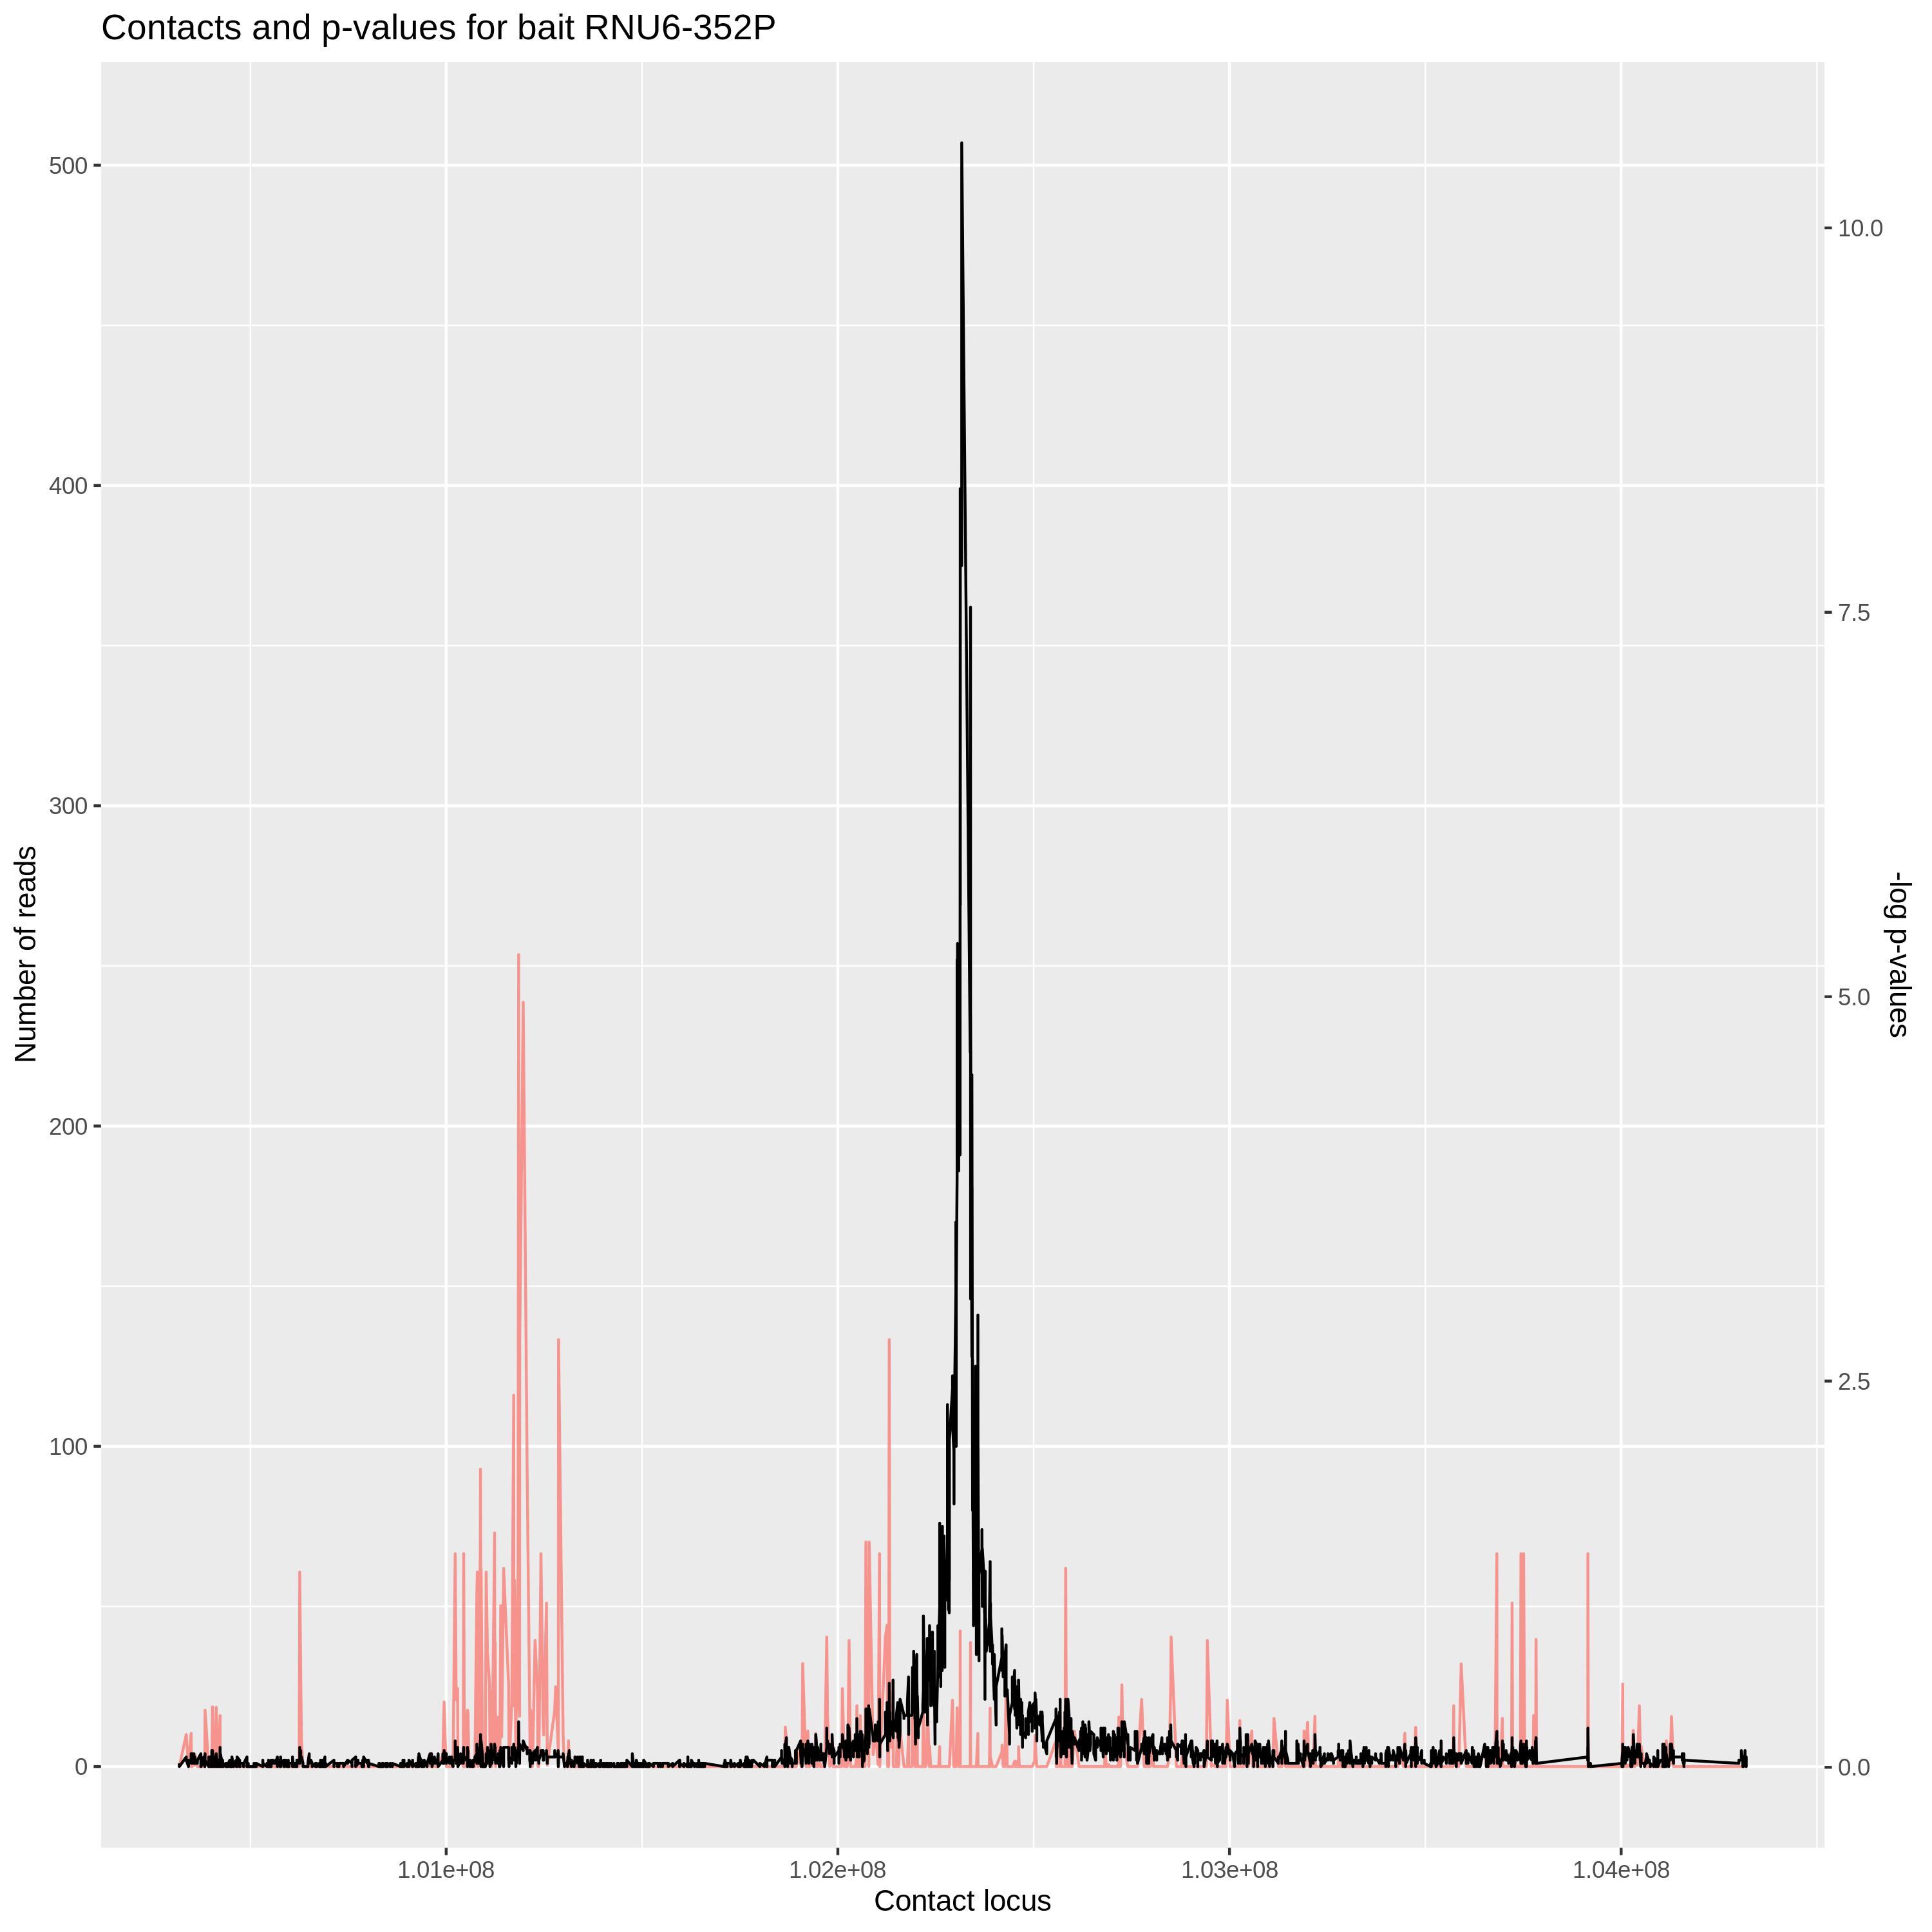 Contacts and p-values for bait RNU6-352P
500
400
300
200
100
0
Number of reads
10.0
7.5
5.0
2.5
0.0
-log p-values
1.01e+08
1.02e+08
1.03e+08
1.04e+08
Contact locus